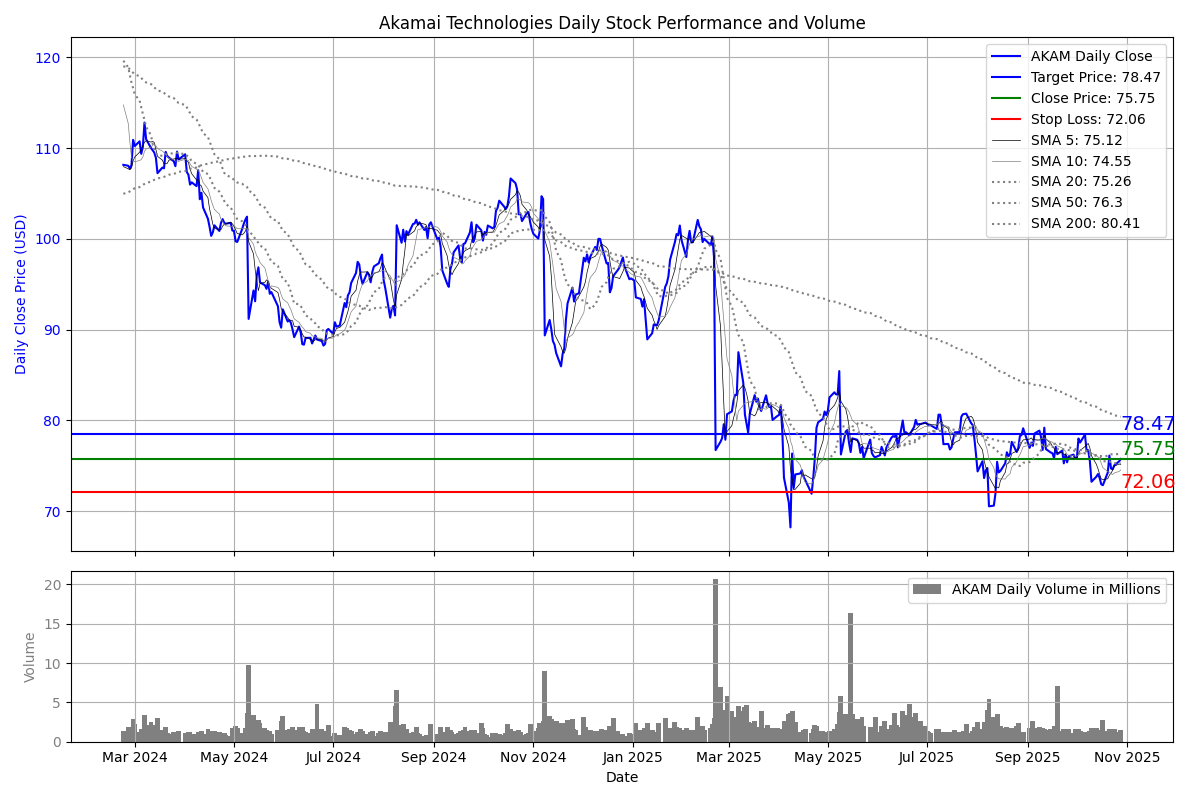 Akamai Technologies Daily Stock Performance and Volume
Daily Close Price (USD)
120
110
100
90
80
70
AKAM Daily Close
Target Price: 78.47
Close Price: 75.75
Stop Loss: 72.06
SMA 5: 75.12
SMA 10: 74.55
SMA 20: 75.26
SMA 50: 76.3
SMA 200: 80.41
78.47
75.75
72.06
Volume
20
15
10
5
0
AKAM Daily Volume in Millions
Mar 2024 May 2024 Jul 2024 Sep 2024 Nov 2024 Jan 2025 Mar 2025 May 2025 Jul 2025 Sep 2025 Nov 2025
Date